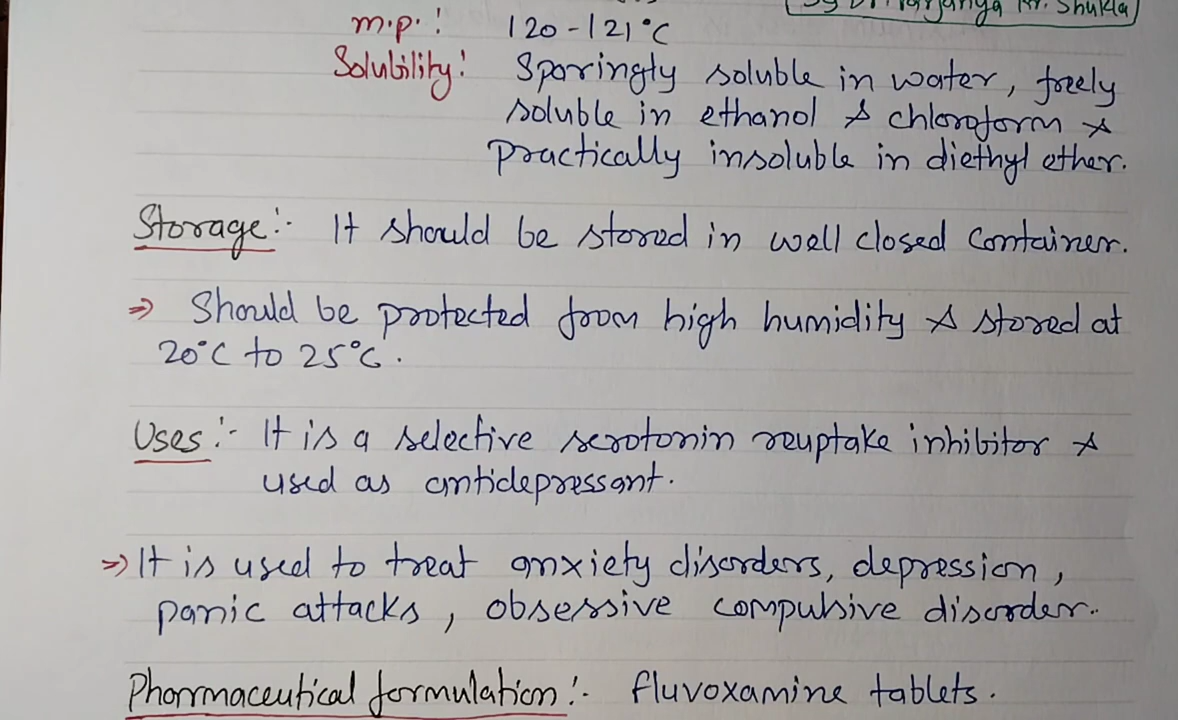 Kr. Shukla
m.p. : 120-121°C
Solubility: Sparingly soluble in water, freely
soluble in ethanol & chloroform &
practically insoluble in diethyl ether.
Storage:- It should be stored in well closed container.
⇒ Should be protected from high humidity & stored at
20°C to 25°C.
Uses:- It is a selective serotonin reuptake inhibitor &
used as antidepressant.
⇒ It is used to treat anxiety disorders, depression,
panic attacks, obsessive compulsive disorder.
Pharmaceutical formulation:- fluvoxamine tablets.